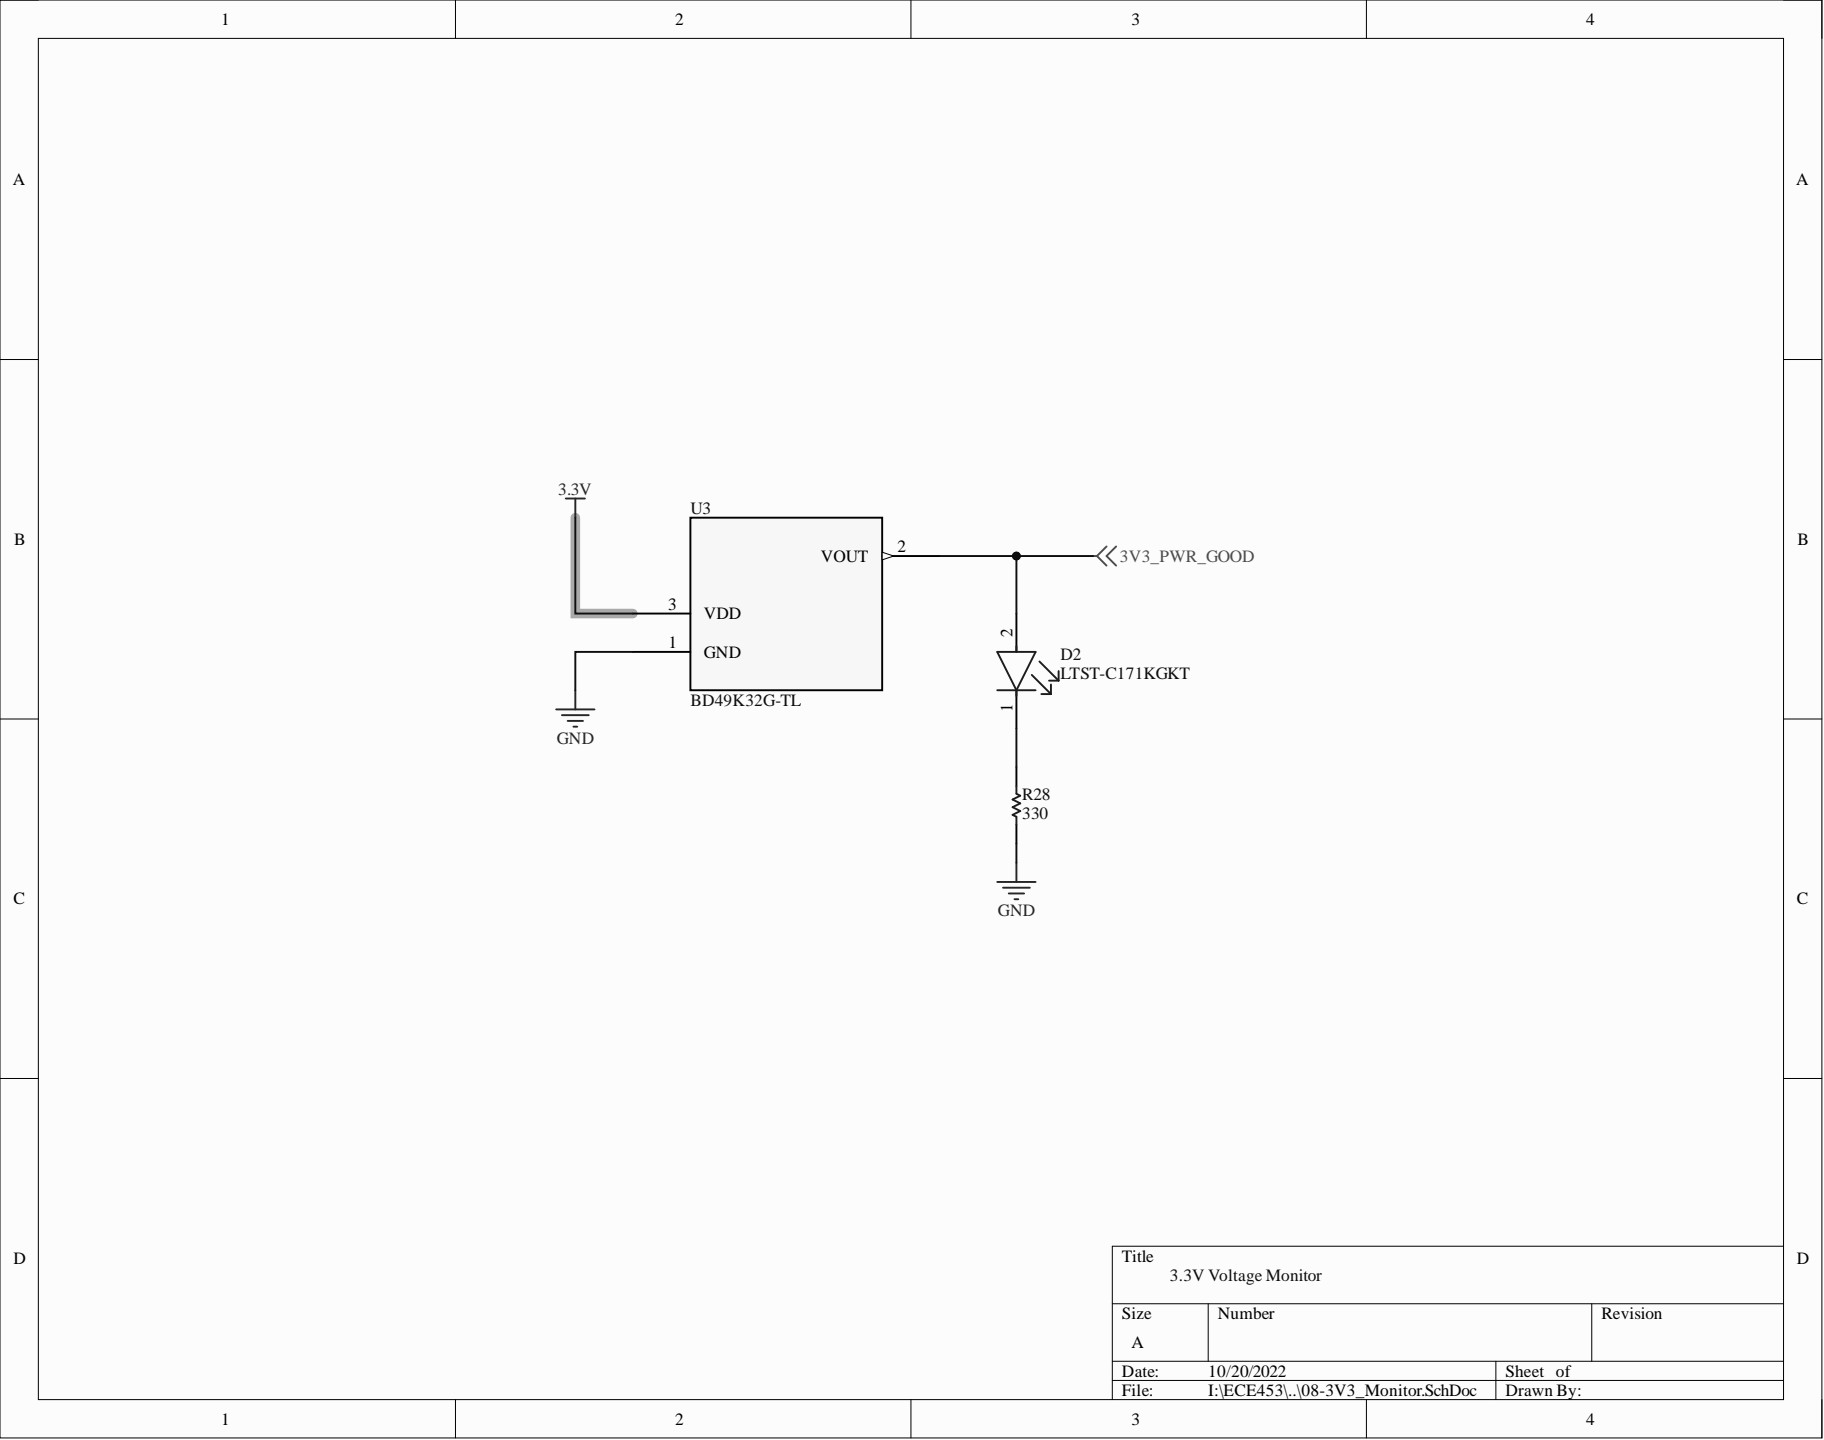 1 2 3 4
A A
3.3V
U3
B B
VOUT 2 3V3_PWR_GOOD
3 VDD
1 GND
2
D2
LTST-C171KGKT
BD49K32G-TL
1
GND
R28
330
C C
GND
D D
Title
3.3V Voltage Monitor
Size Number Revision
A
Date: 10/20/2022 Sheet of
File: I:\ECE453\..\08-3V3_Monitor.SchDoc Drawn By:
1 2 3 4